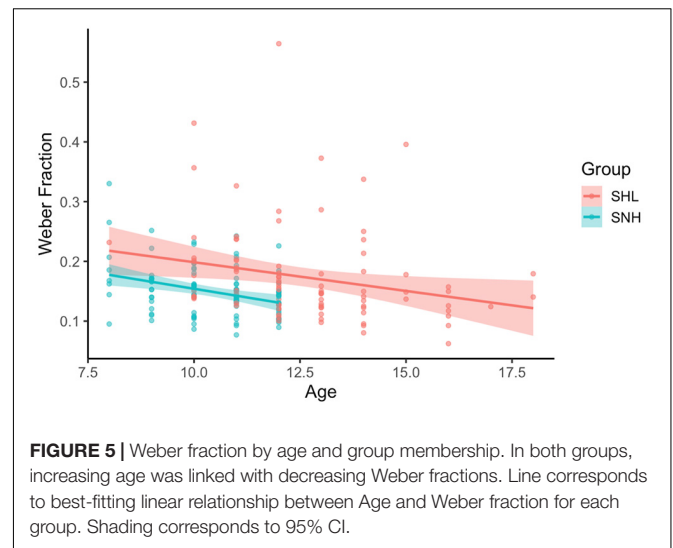 0.5
0.4
0.3
0.2
0.1
Weber Fraction
7.5 10.0 12.5 15.0 17.5
Age
Group
SHL
SNH
FIGURE 5 | Weber fraction by age and group membership. In both groups,
increasing age was linked with decreasing Weber fractions. Line corresponds
to best-fitting linear relationship between Age and Weber fraction for each
group. Shading corresponds to 95% CI.